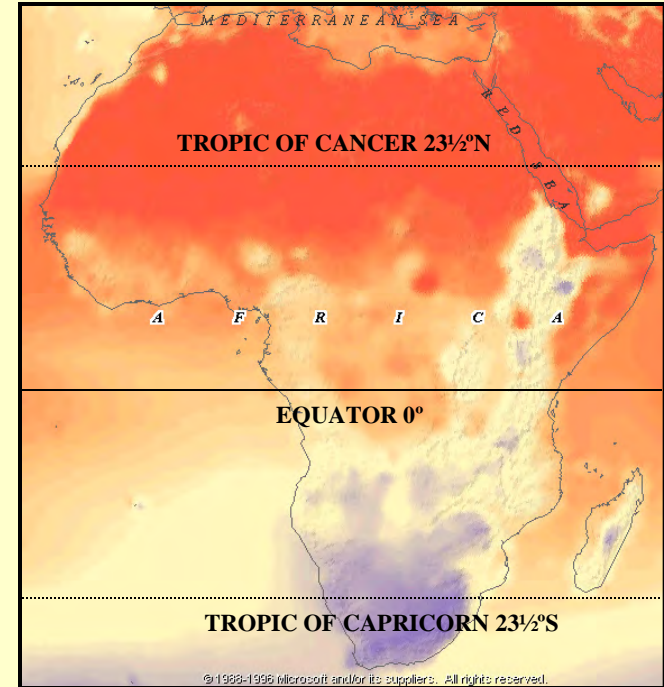 MEDITERRANEAN SEA
RED SEA
TROPIC OF CANCER 23½ºN
A F R I C A
EQUATOR 0º
TROPIC OF CAPRICORN 23½ºS
© 1988-1996 Microsoft and/or its suppliers. All rights reserved.